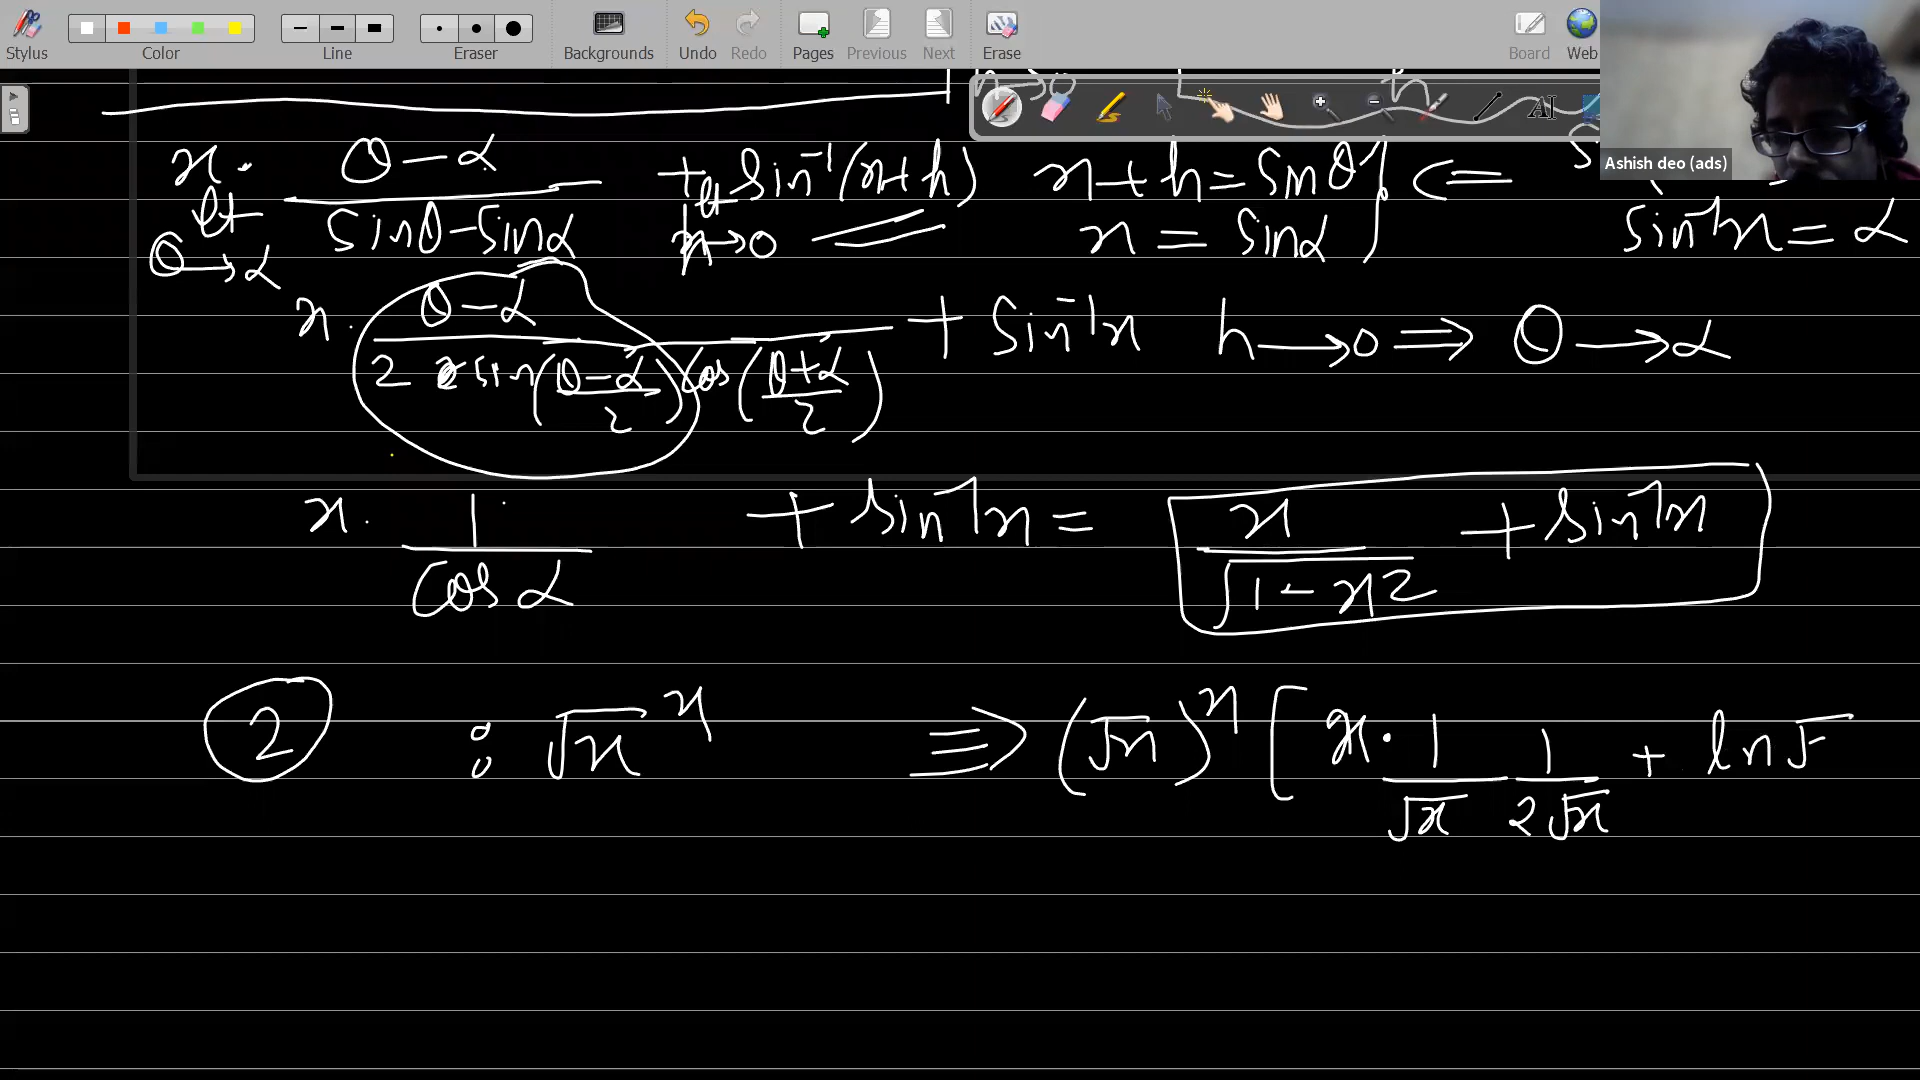 Stylus Color Line Eraser Backgrounds Undo Redo Pages Previous Next Erase Board Web
Ashish deo (ads)
x. θ-α / sinθ-sinα + lt h→0 sin⁻¹(x+h) x+h=sinθ } <=
lt θ→α x = sinα sin⁻¹x = α
x. θ-α / 2 sin(θ-α/2) cos(θ+α/2) + sin⁻¹x h→0 ⇒ θ→α
x. 1/cosα + sin⁻¹x = x/√1-x2 + sin⁻¹x
2 : √x^x ≡> (√x)^x [ x. 1/√x 1/2√x + ln√